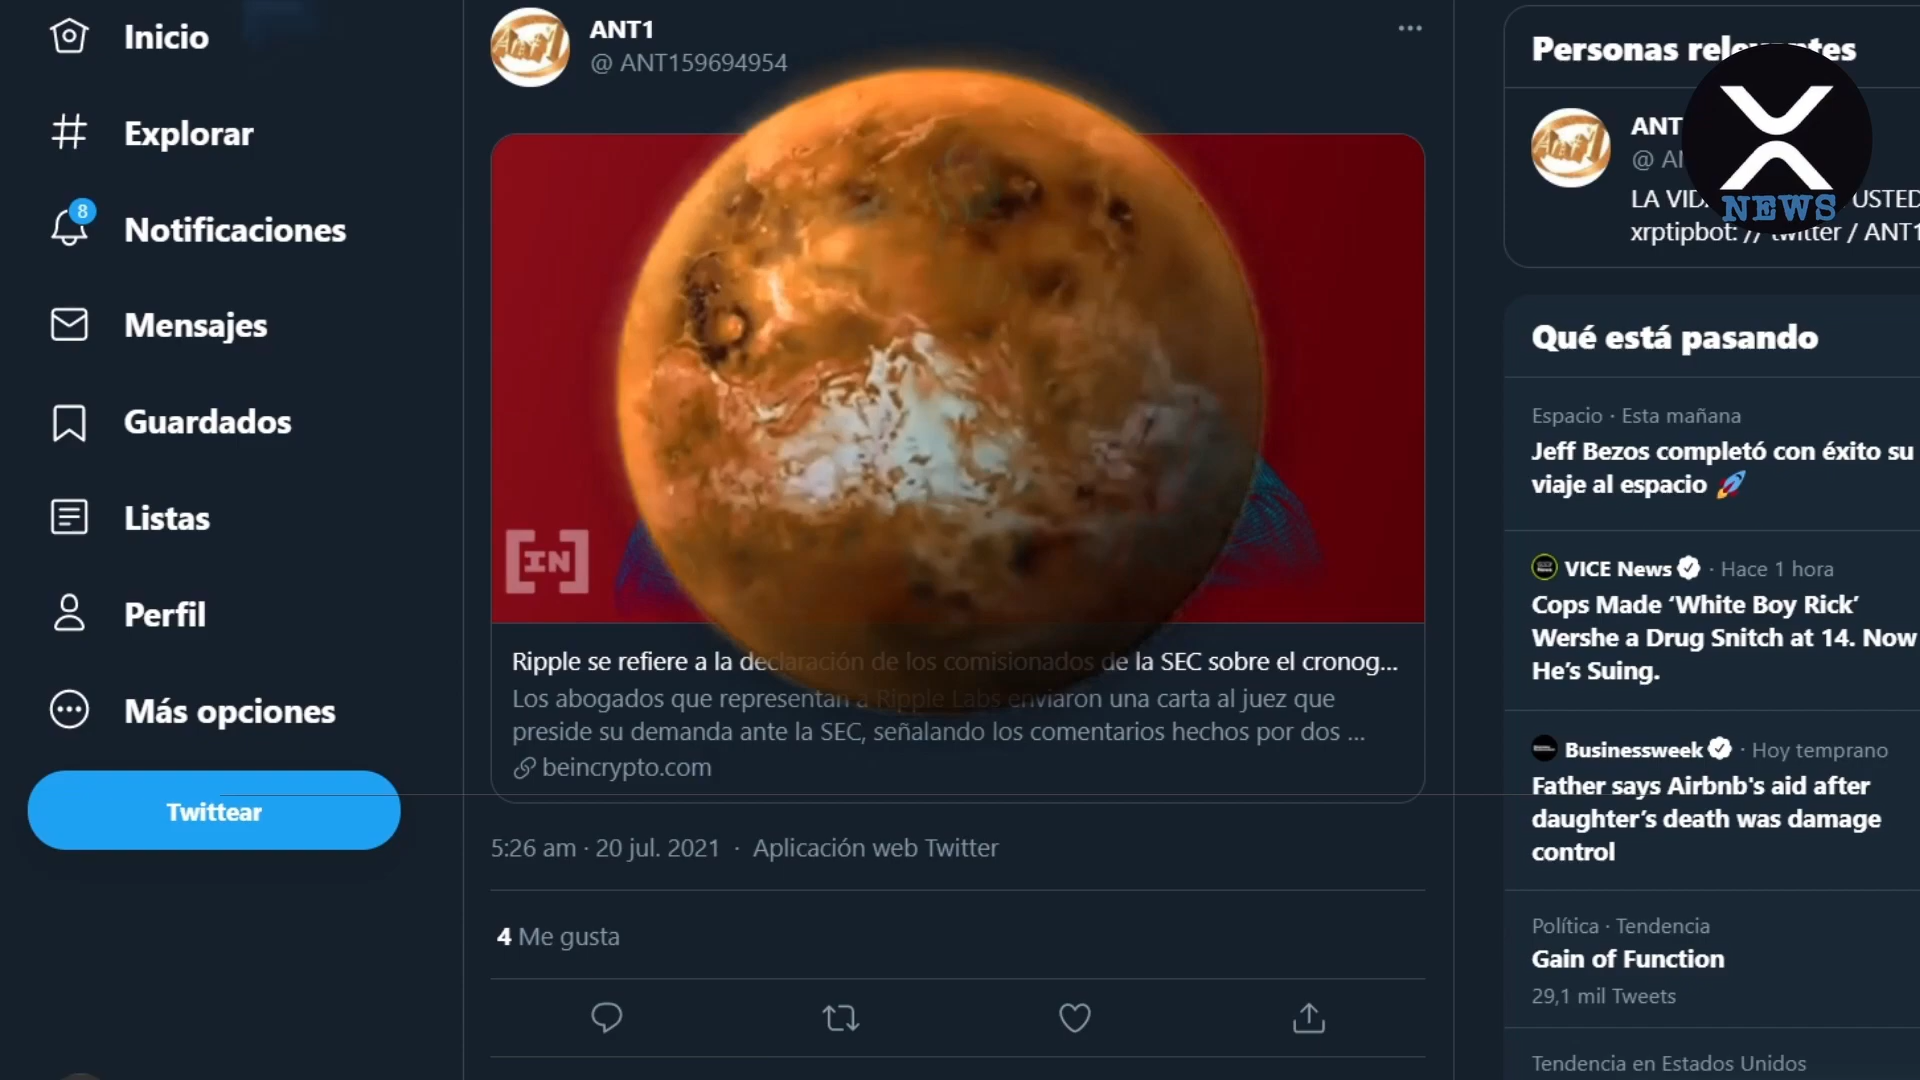 Inicio
Explorar
8
Notificaciones
Mensajes
Guardados
Listas
Perfil
Más opciones
Twittear
ANT1
@ ANT159694954
[IN]
Ripple se refiere a la declaración de los comisionados de la SEC sobre el cronog...
Los abogados que representan a Ripple Labs enviaron una carta al juez que
preside su demanda ante la SEC, señalando los comentarios hechos por dos ...
beincrypto.com
5:26 am · 20 jul. 2021 · Aplicación web Twitter
4 Me gusta
Personas relevantes
ANT
@ AN
LA VID USTED
xrptipbot: // twitter / ANT1
NEWS
Qué está pasando
Espacio · Esta mañana
Jeff Bezos completó con éxito su
viaje al espacio 🚀
VICE News · Hace 1 hora
Cops Made ‘White Boy Rick’
Wershe a Drug Snitch at 14. Now
He’s Suing.
Businessweek · Hoy temprano
Father says Airbnb's aid after
daughter’s death was damage
control
Política · Tendencia
Gain of Function
29,1 mil Tweets
Tendencia en Estados Unidos